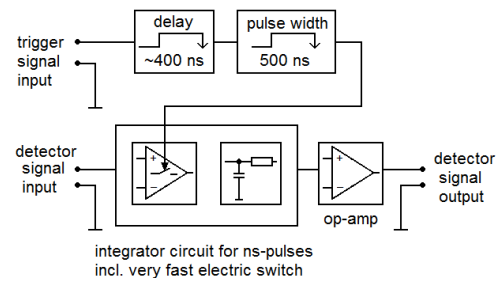 delay
pulse width
trigger
signal
input
~400 ns
500 ns
detector
signal
input
+
−
+
−
detector
signal
output
op-amp
integrator circuit for ns-pulses
incl. very fast electric switch